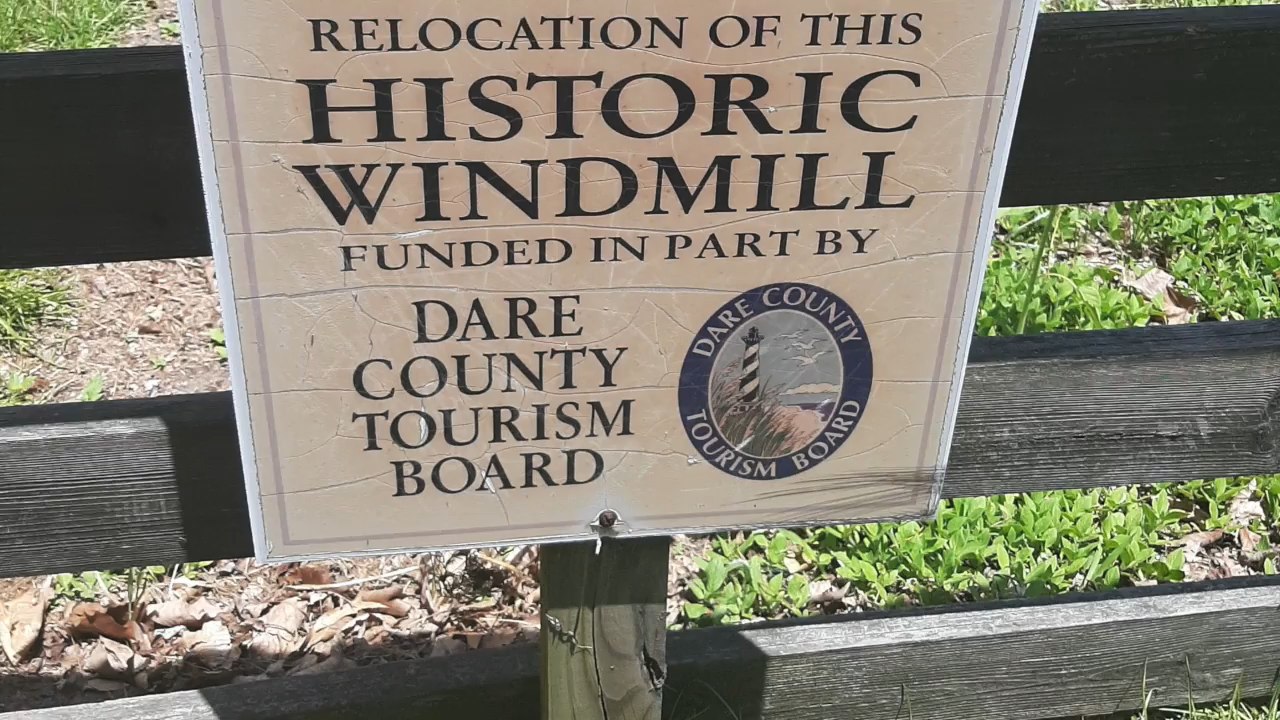 RELOCATION OF THIS
HISTORIC
WINDMILL
FUNDED IN PART BY
DARE
COUNTY
TOURISM
BOARD
DARE COUNTY
TOURISM BOARD